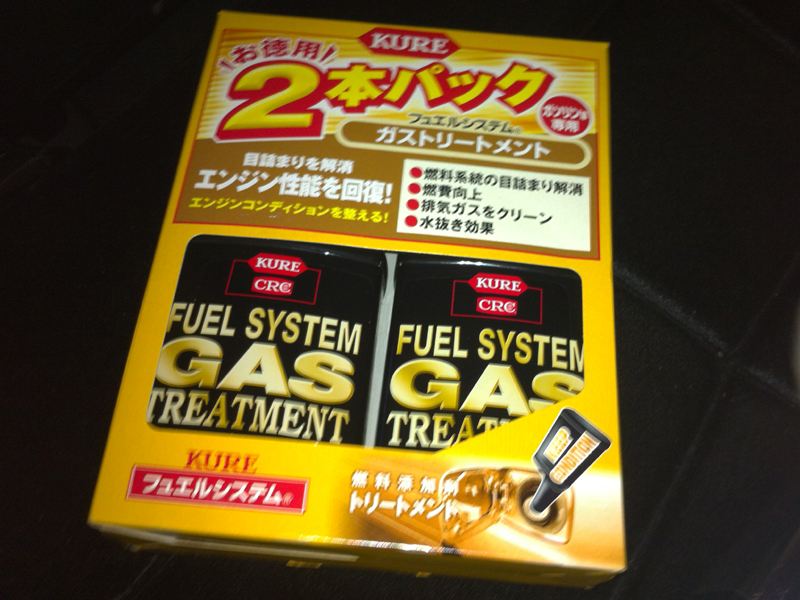 KURE
お徳用!
2本パック
ガソリン車
専用
フュエルシステム®
ガストリートメント
目詰まりを解消
エンジン性能を回復!
エンジンコンディションを整える!
●燃料系統の目詰まり解消
●燃費向上
●排気ガスをクリーン
●水抜き効果
KURE
CRC
FUEL SYSTEM
GAS
TREATMENT
KURE
CRC
FUEL SYSTEM
GAS
TREAT
KEEP
CONDITION
KURE
フュエルシステム®
燃料添加剤
トリートメント